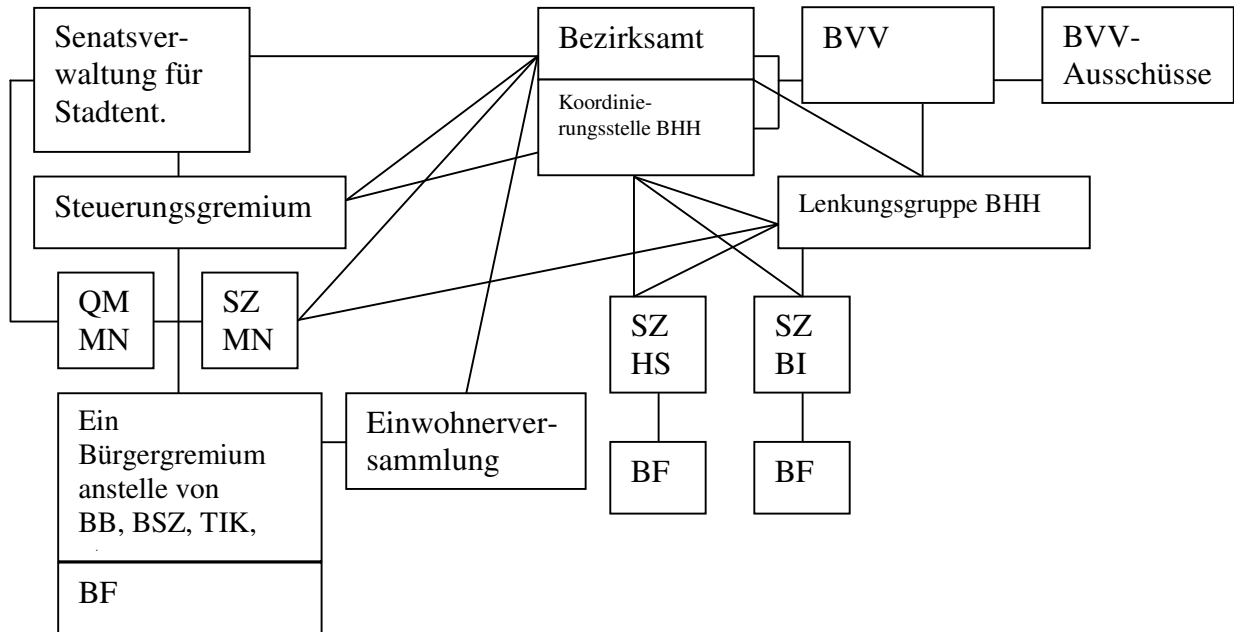 Senatsver-
waltung für
Stadtent.
Bezirksamt
Koordinie-
rungsstelle BHH
BVV
BVV-
Ausschüsse
Steuerungsgremium
Lenkungsgruppe BHH
QM
MN
SZ
MN
SZ
HS
SZ
BI
Ein
Bürgergremium
anstelle von
BB, BSZ, TIK,
Einwohnerver-
sammlung
BF
BF
BF